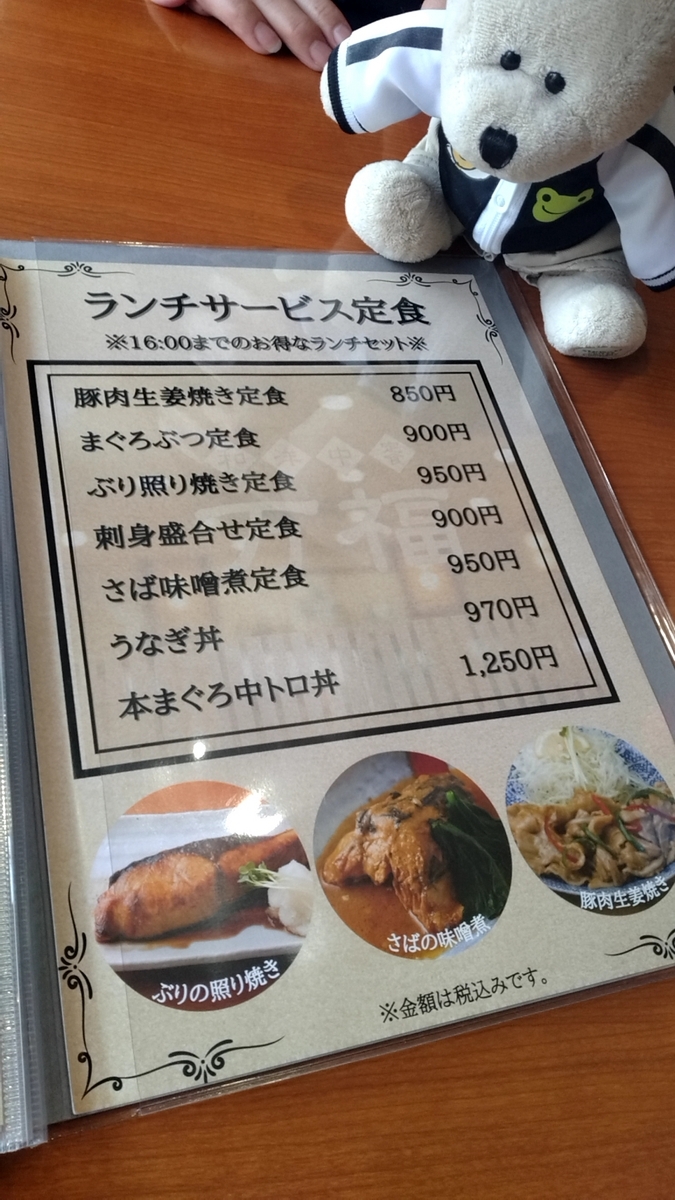 ランチサービス定食
※16:00までのお得なランチセット※
豚肉生姜焼き定食 850円
まぐろぶつ定食 900円
ぶり照り焼き定食 950円
刺身盛合せ定食 900円
さば味噌煮定食 950円
うなぎ丼 970円
本まぐろ中トロ丼 1,250円
ぶりの照り焼き
さばの味噌煮
豚肉生姜焼き
※金額は税込みです。